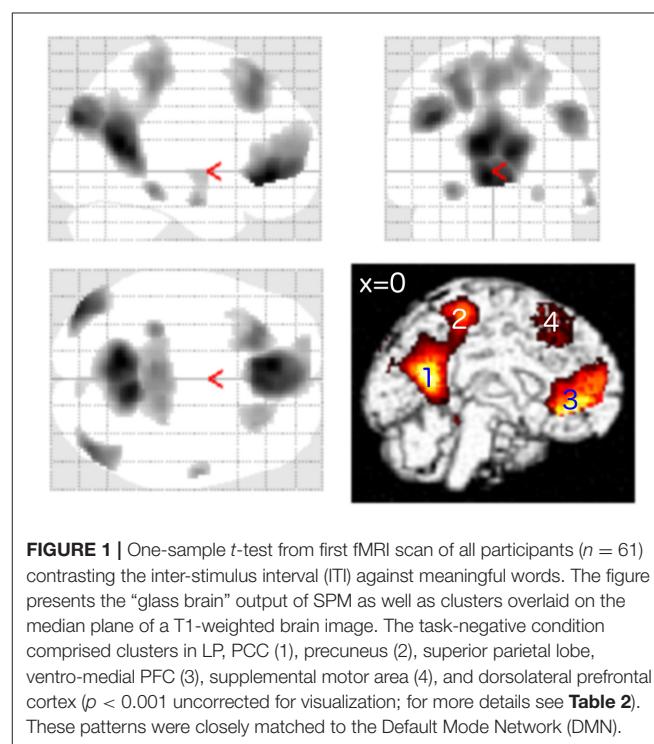 x=0
2
4
1
3
FIGURE 1 | One-sample t-test from first fMRI scan of all participants (n = 61)
contrasting the inter-stimulus interval (ITI) against meaningful words. The figure
presents the “glass brain” output of SPM as well as clusters overlaid on the
median plane of a T1-weighted brain image. The task-negative condition
comprised clusters in LP, PCC (1), precuneus (2), superior parietal lobe,
ventro-medial PFC (3), supplemental motor area (4), and dorsolateral prefrontal
cortex (p < 0.001 uncorrected for visualization; for more details see Table 2).
These patterns were closely matched to the Default Mode Network (DMN).